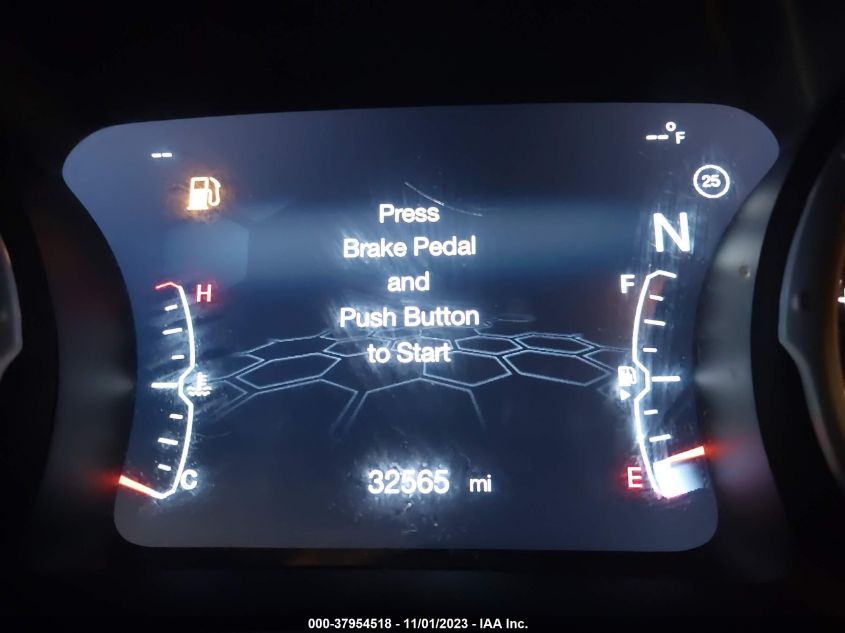 --
--°F
25
Press
Brake Pedal
and
Push Button
to Start
N
H
F
C
E
32565 mi
000-37954518 - 11/01/2023 - IAA Inc.